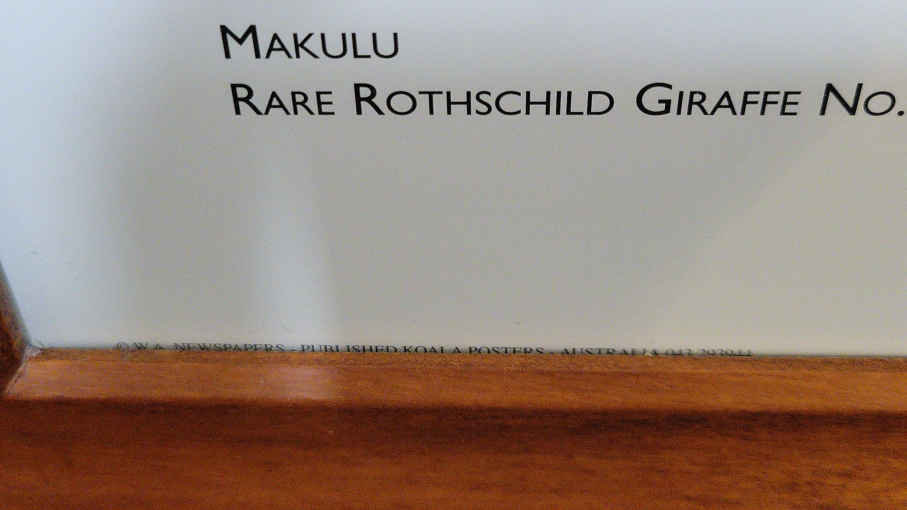 MAKULU
RARE ROTHSCHILD GIRAFFE NO.
© W.A. NEWSPAPERS - PUBLISHED KOALA POSTERS - AUSTRALIA